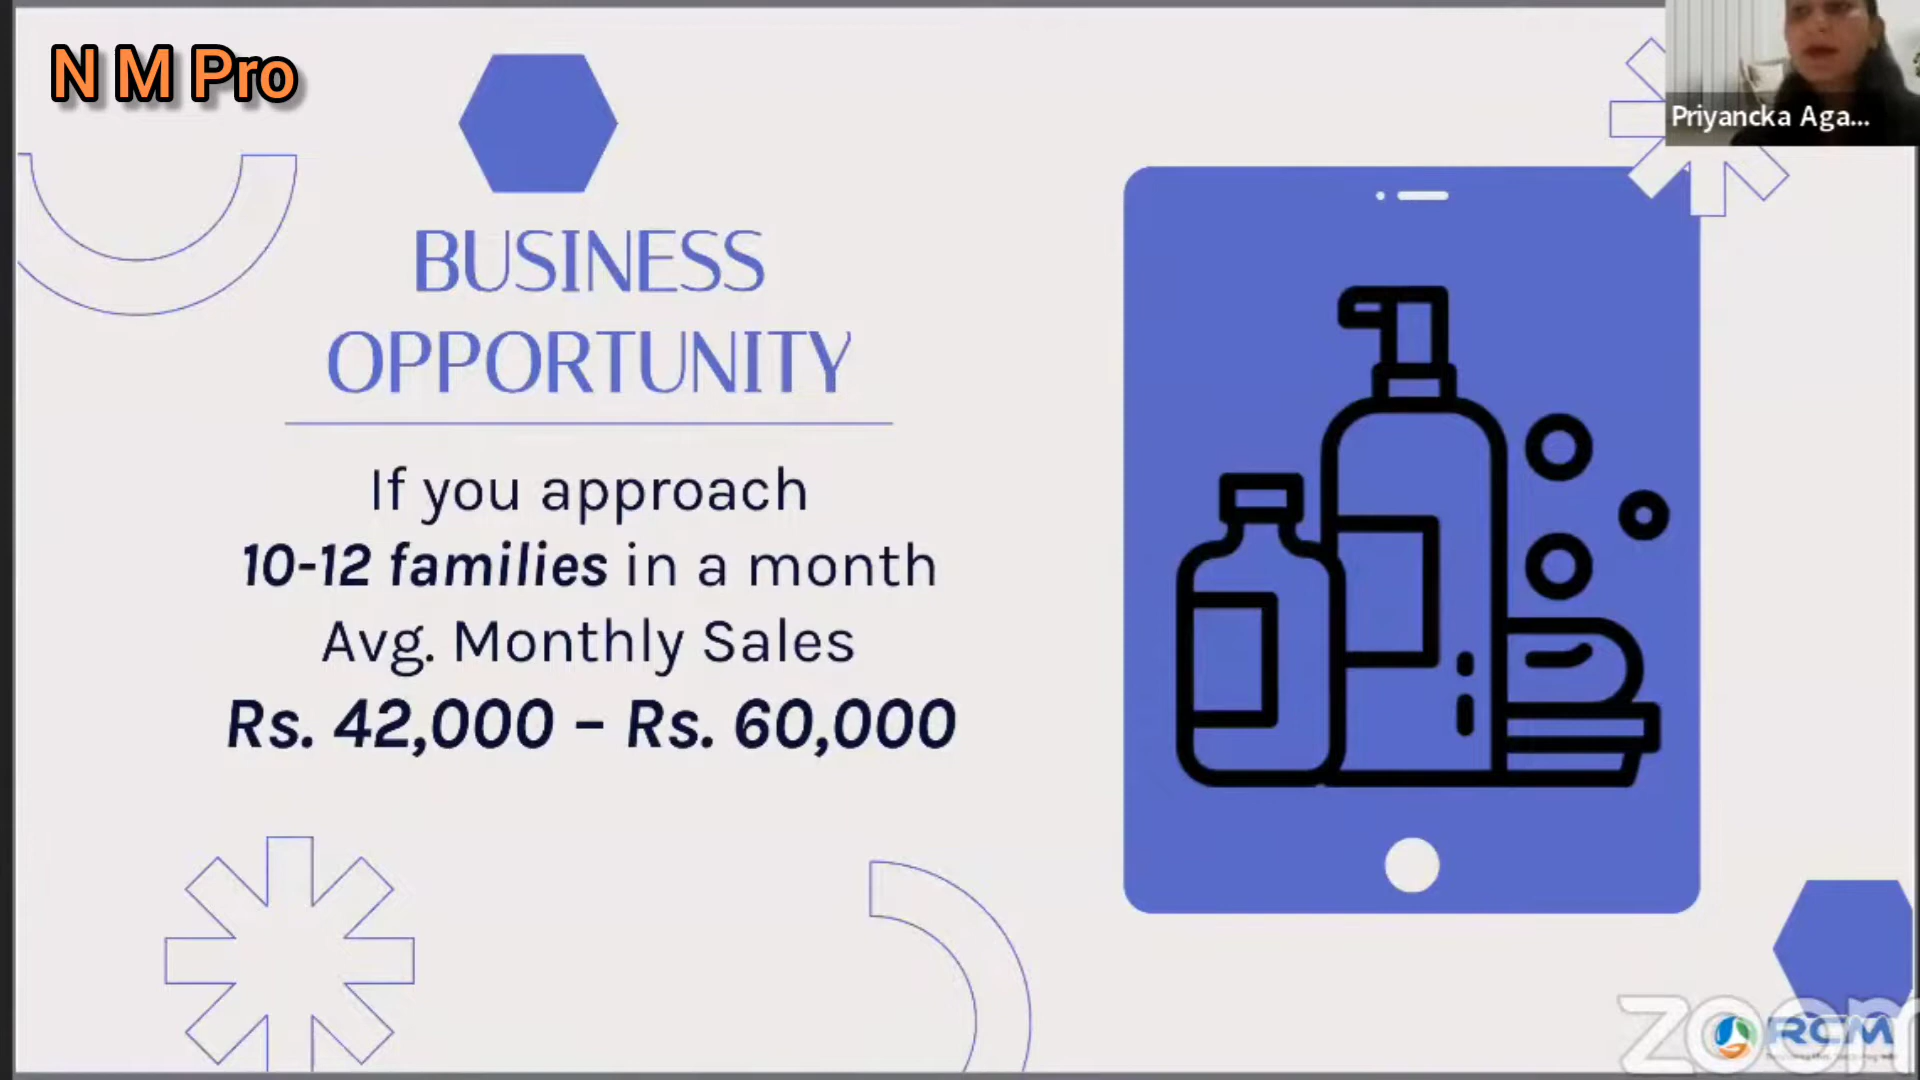 N M Pro
Priyancka Aga...
BUSINESS
OPPORTUNITY
If you approach
10-12 families in a month
Avg. Monthly Sales
Rs. 42,000 – Rs. 60,000
zoom
RCM